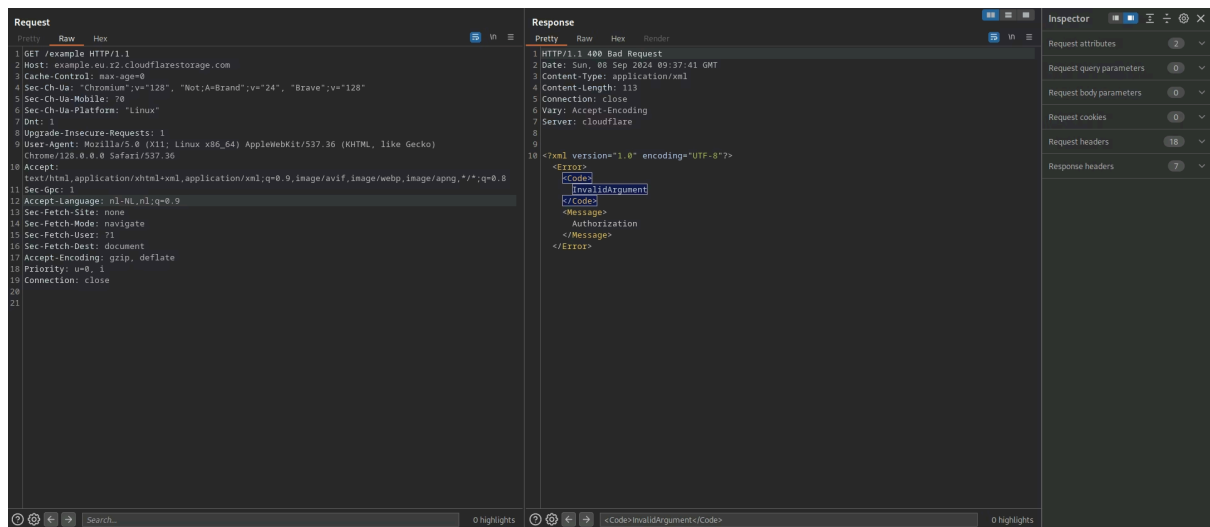 Request
Pretty Raw Hex
\n
1 GET /example HTTP/1.1
2 Host: example.eu.r2.cloudflarestorage.com
3 Cache-Control: max-age=0
4 Sec-Ch-Ua: "Chromium";v="128", "Not;A=Brand";v="24", "Brave";v="128"
5 Sec-Ch-Ua-Mobile: ?0
6 Sec-Ch-Ua-Platform: "Linux"
7 Dnt: 1
8 Upgrade-Insecure-Requests: 1
9 User-Agent: Mozilla/5.0 (X11; Linux x86_64) AppleWebKit/537.36 (KHTML, like Gecko)
Chrome/128.0.0.0 Safari/537.36
10 Accept:
text/html,application/xhtml+xml,application/xml;q=0.9,image/avif,image/webp,image/apng,*/*;q=0.8
11 Sec-Gpc: 1
12 Accept-Language: nl-NL,nl;q=0.9
13 Sec-Fetch-Site: none
14 Sec-Fetch-Mode: navigate
15 Sec-Fetch-User: ?1
16 Sec-Fetch-Dest: document
17 Accept-Encoding: gzip, deflate
18 Priority: u=0, i
19 Connection: close
20
21
Search...
0 highlights
Response
Pretty Raw Hex Render
\n
1 HTTP/1.1 400 Bad Request
2 Date: Sun, 08 Sep 2024 09:37:41 GMT
3 Content-Type: application/xml
4 Content-Length: 113
5 Connection: close
6 Vary: Accept-Encoding
7 Server: cloudflare
8
9
10 <?xml version="1.0" encoding="UTF-8"?>
<Error>
<Code>
InvalidArgument
</Code>
<Message>
Authorization
</Message>
</Error>
<Code>InvalidArgument</Code>
0 highlights
Inspector
Request attributes 2
Request query parameters 0
Request body parameters 0
Request cookies 0
Request headers 18
Response headers 7